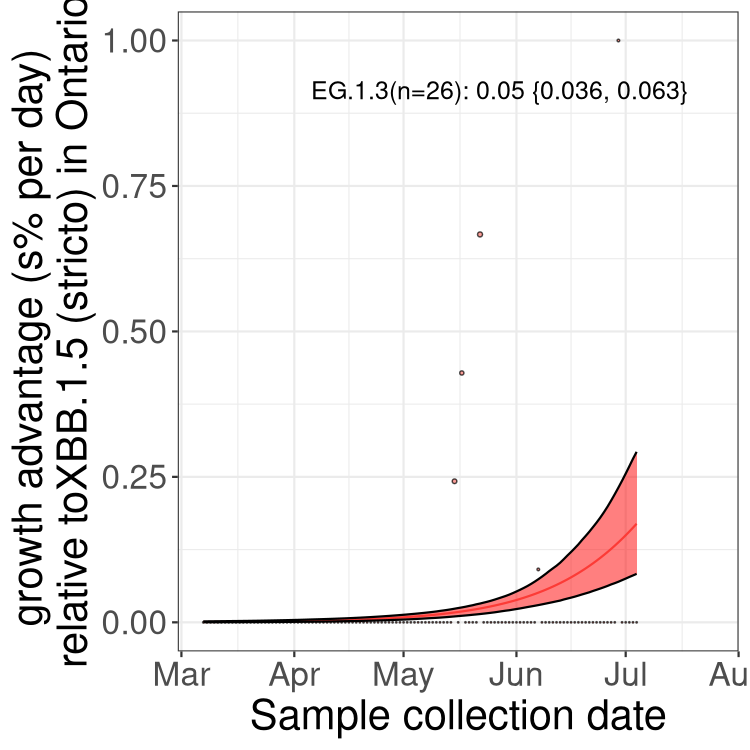 growth advantage (s% per day)
relative toXBB.1.5 (stricto) in Ontario
1.00
0.75
0.50
0.25
0.00
EG.1.3(n=26): 0.05 {0.036, 0.063}
Mar Apr May Jun Jul Au
Sample collection date